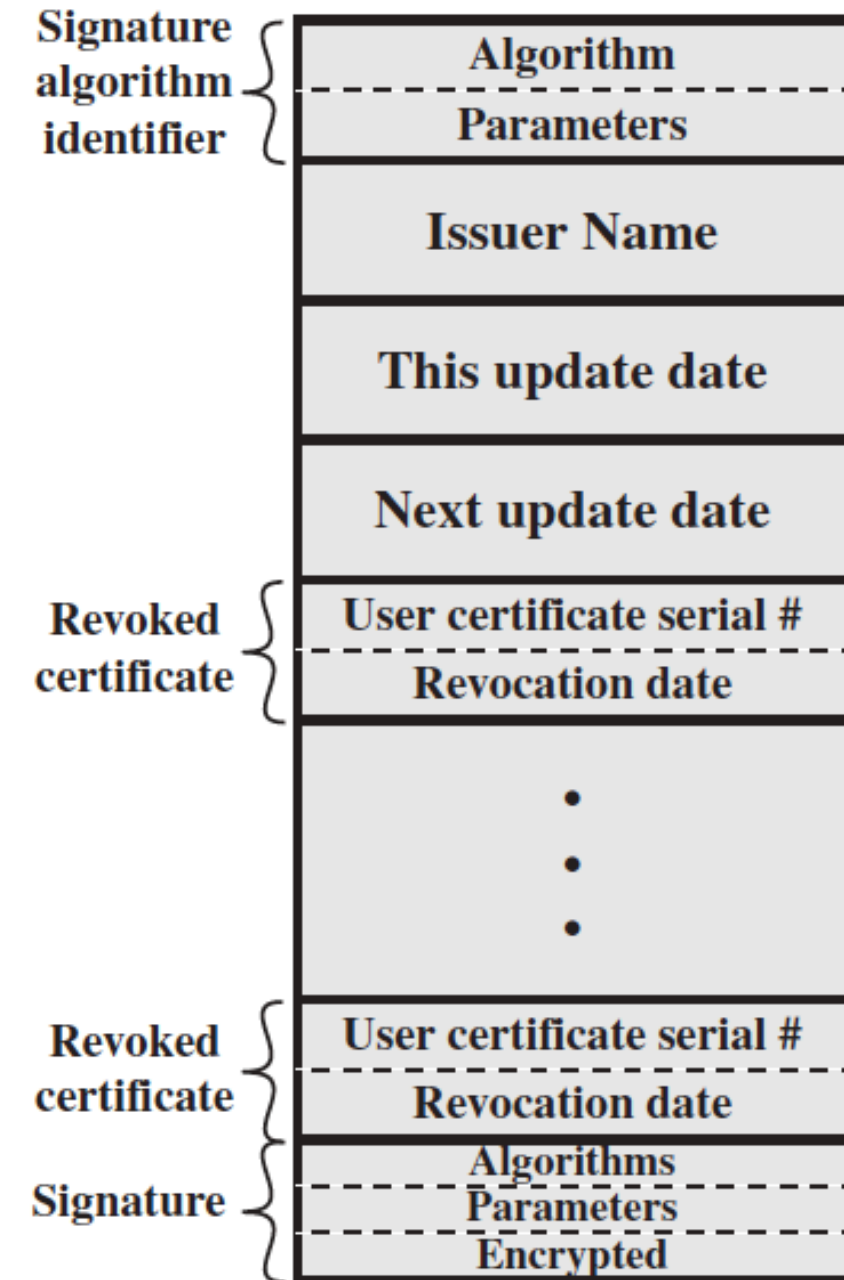 Signature
algorithm
identifier
Algorithm
Parameters
Issuer Name
This update date
Next update date
Revoked
certificate
User certificate serial #
Revocation date
Revoked
certificate
User certificate serial #
Revocation date
Signature
Algorithms
Parameters
Encrypted